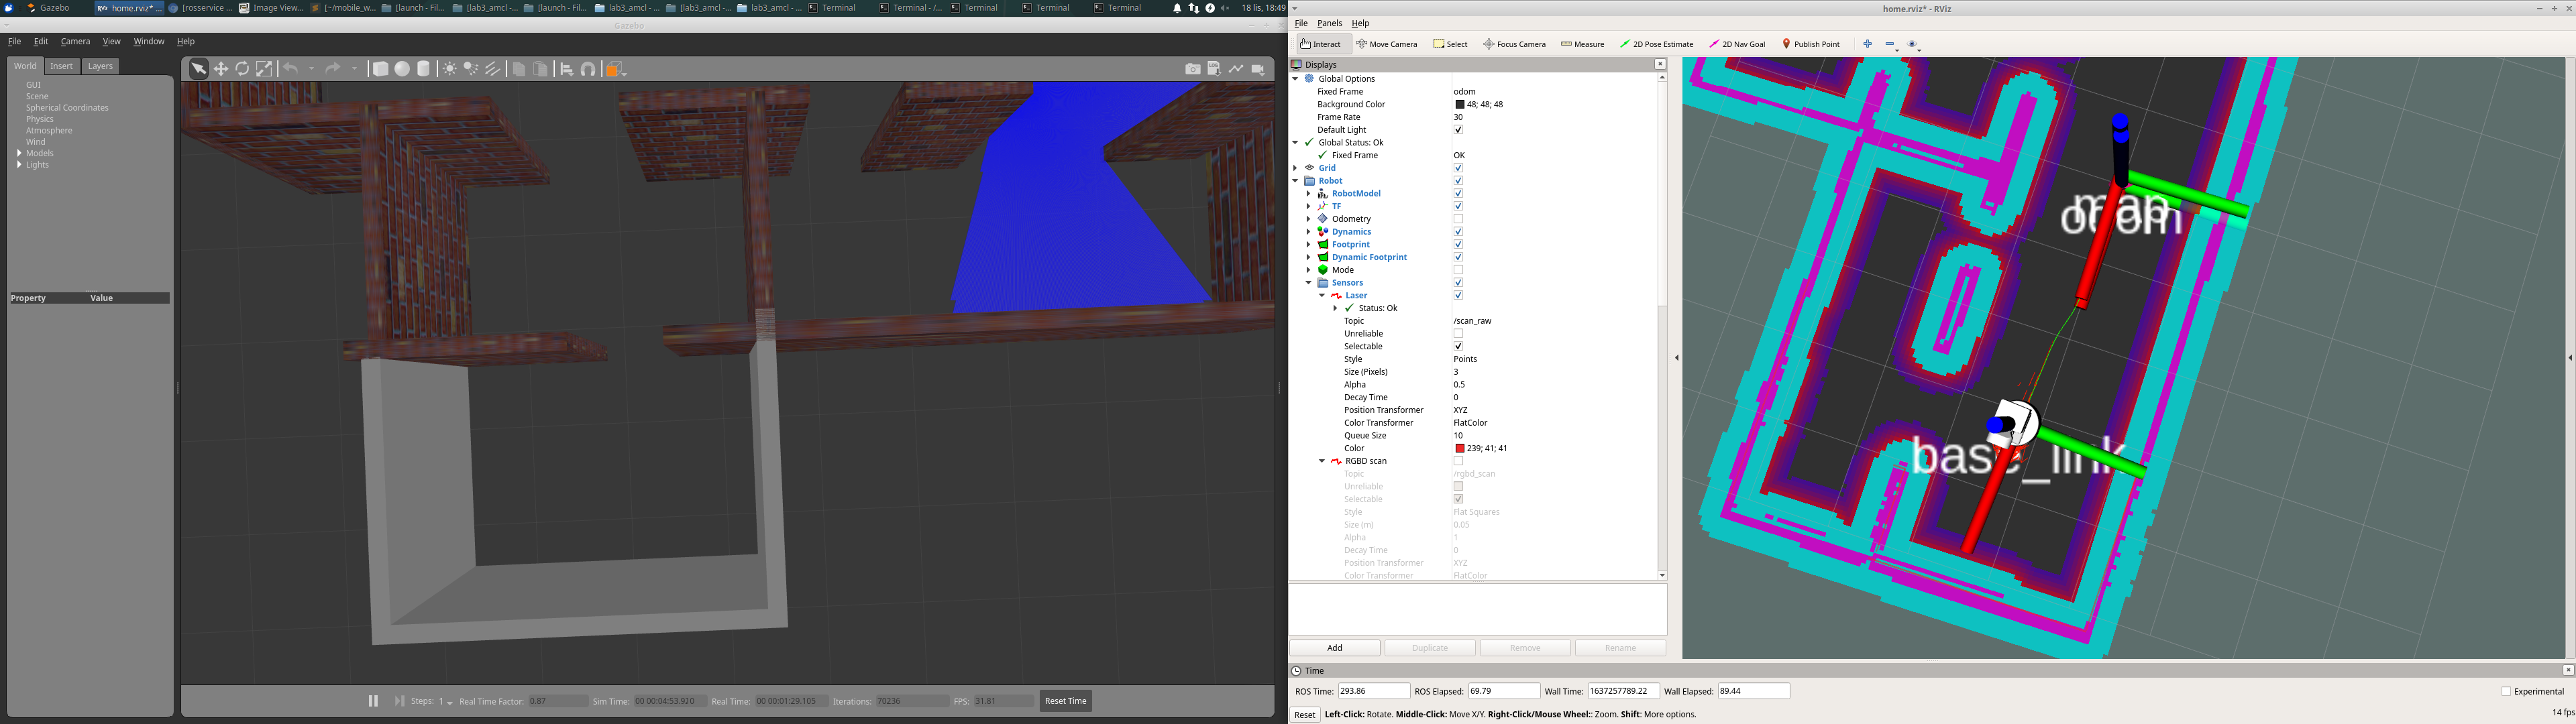 Gazebo
home.rviz* ...
[rosservice ...
Image View...
[~/mobile_w...
[launch - Fil...
[lab3_amcl -...
[launch - Fil...
lab3_amcl - ...
[lab3_amcl -...
lab3_amcl - ...
Terminal
Terminal - /...
Terminal
Terminal
Terminal
18 lis, 18:49
Gazebo
File Edit Camera View Window Help
World Insert Layers
GUI
Scene
Spherical Coordinates
Physics
Atmosphere
Wind
Models
Lights
Property Value
Steps: 1 Real Time Factor: 0.87 Sim Time: 00 00:04:53.910 Real Time: 00 00:01:29.105 Iterations: 70236 FPS: 31.81 Reset Time
home.rviz* - RViz
File Panels Help
Interact Move Camera Select Focus Camera Measure 2D Pose Estimate 2D Nav Goal Publish Point
Displays
Global Options
Fixed Frame odom
Background Color 48; 48; 48
Frame Rate 30
Default Light
Global Status: Ok
Fixed Frame OK
Grid
Robot
RobotModel
TF
Odometry
Dynamics
Footprint
Dynamic Footprint
Mode
Sensors
Laser
Status: Ok
Topic /scan_raw
Unreliable
Selectable
Style Points
Size (Pixels) 3
Alpha 0.5
Decay Time 0
Position Transformer XYZ
Color Transformer FlatColor
Queue Size 10
Color 239; 41; 41
RGBD scan
Topic /rgbd_scan
Unreliable
Selectable
Style Flat Squares
Size (m) 0.05
Alpha 1
Decay Time 0
Position Transformer XYZ
Color Transformer FlatColor
Add Duplicate Remove Rename
map
odom
base_link
Time
ROS Time: 293.86 ROS Elapsed: 69.79 Wall Time: 1637257789.22 Wall Elapsed: 89.44 Experimental
Reset Left-Click: Rotate. Middle-Click: Move X/Y. Right-Click/Mouse Wheel:: Zoom. Shift: More options. 14 fps